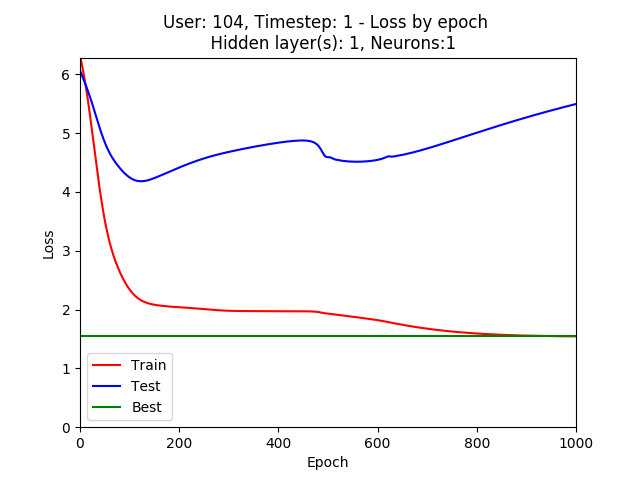 User: 104, Timestep: 1 - Loss by epoch
Hidden layer(s): 1, Neurons:1
6
5
4
3
2
1
0
Loss
Train
Test
Best
0 200 400 600 800 1000
Epoch